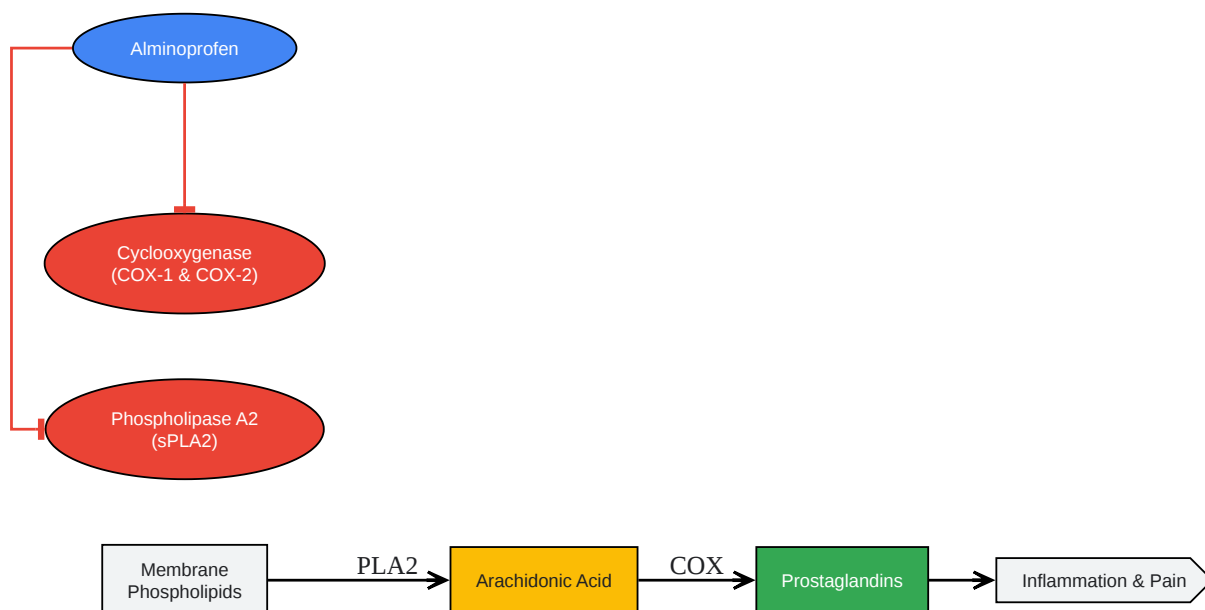 Alminoprofen
Cyclooxygenase
(COX-1 & COX-2)
Phospholipase A2
(sPLA2)
Membrane
Phospholipids
PLA2
Arachidonic Acid
COX
Prostaglandins
Inflammation & Pain